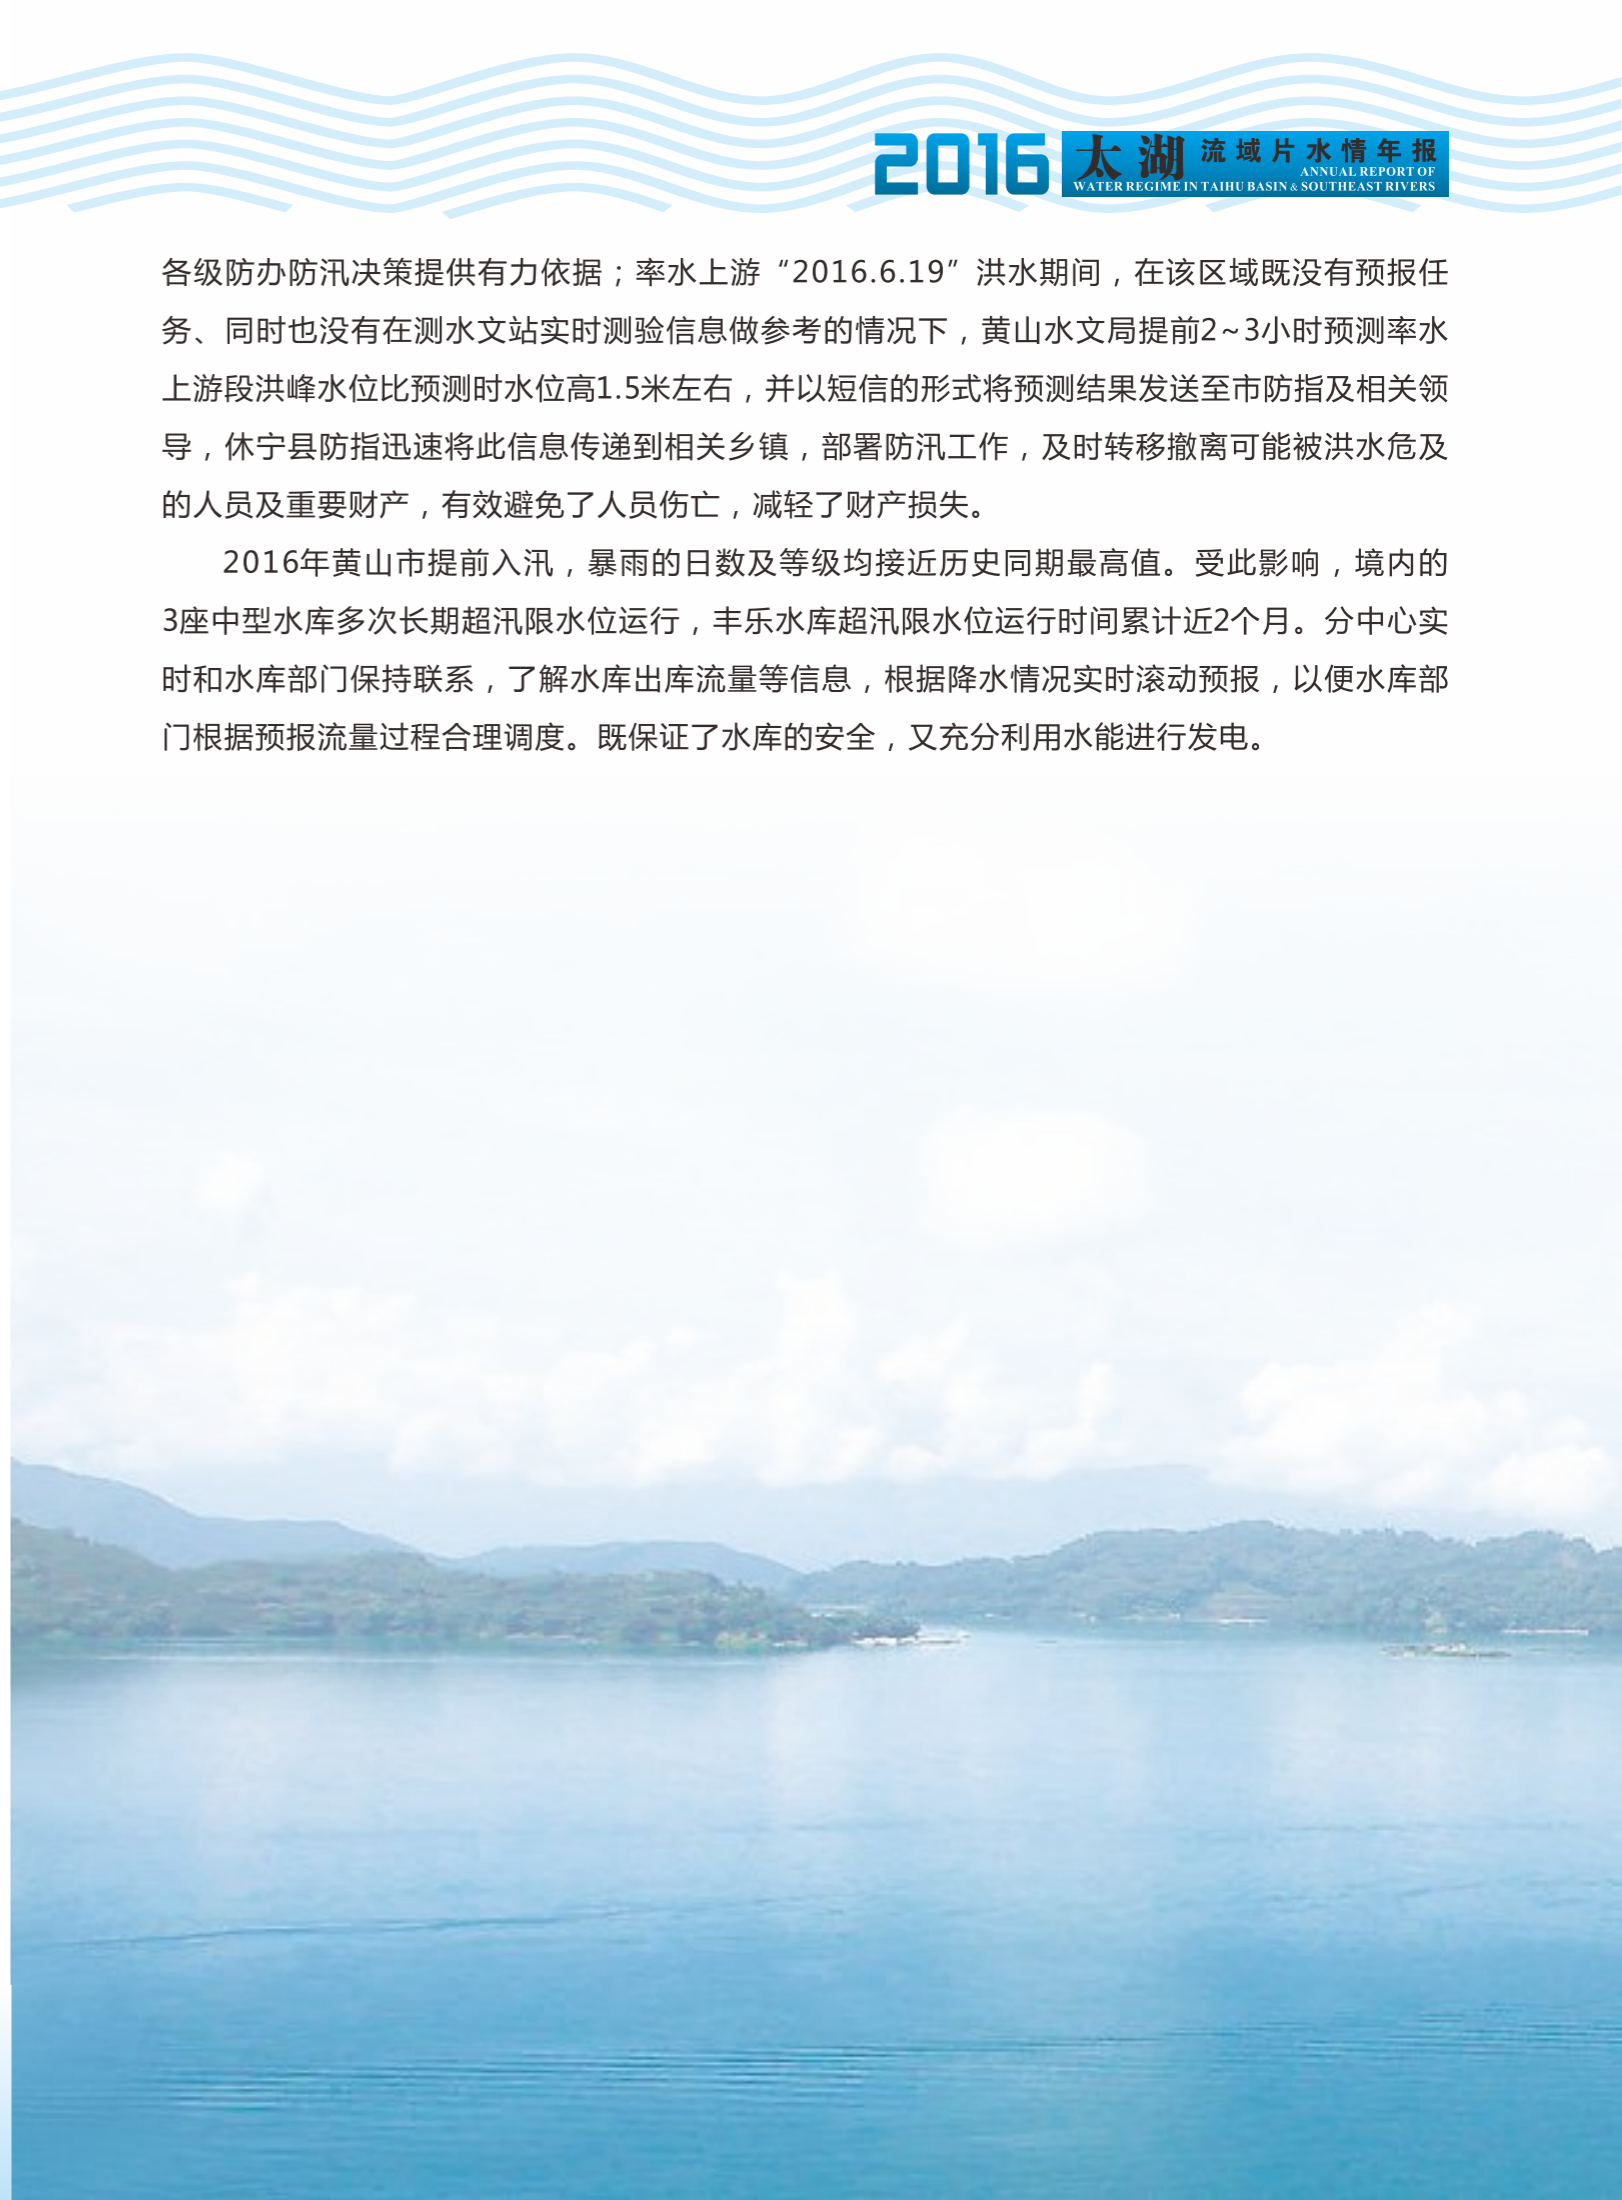 2016 太湖流域片水情年报
ANNUAL REPORT OF
WATER REGIME IN TAIHU BASIN & SOUTHEAST RIVERS
各级防办防汛决策提供有力依据；率水上游“2016.6.19”洪水期间，在该区域既没有预报任
务、同时也没有在测水文站实时测验信息做参考的情况下，黄山水文局提前2~3小时预测率水
上游段洪峰水位比预测时水位高1.5米左右，并以短信的形式将预测结果发送至市防指及相关领
导，休宁县防指迅速将此信息传递到相关乡镇，部署防汛工作，及时转移撤离可能被洪水危及
的人员及重要财产，有效避免了人员伤亡，减轻了财产损失。
2016年黄山市提前入汛，暴雨的日数及等级均接近历史同期最高值。受此影响，境内的
3座中型水库多次长期超汛限水位运行，丰乐水库超汛限水位运行时间累计近2个月。分中心实
时和水库部门保持联系，了解水库出库流量等信息，根据降水情况实时滚动预报，以便水库部
门根据预报流量过程合理调度。既保证了水库的安全，又充分利用水能进行发电。